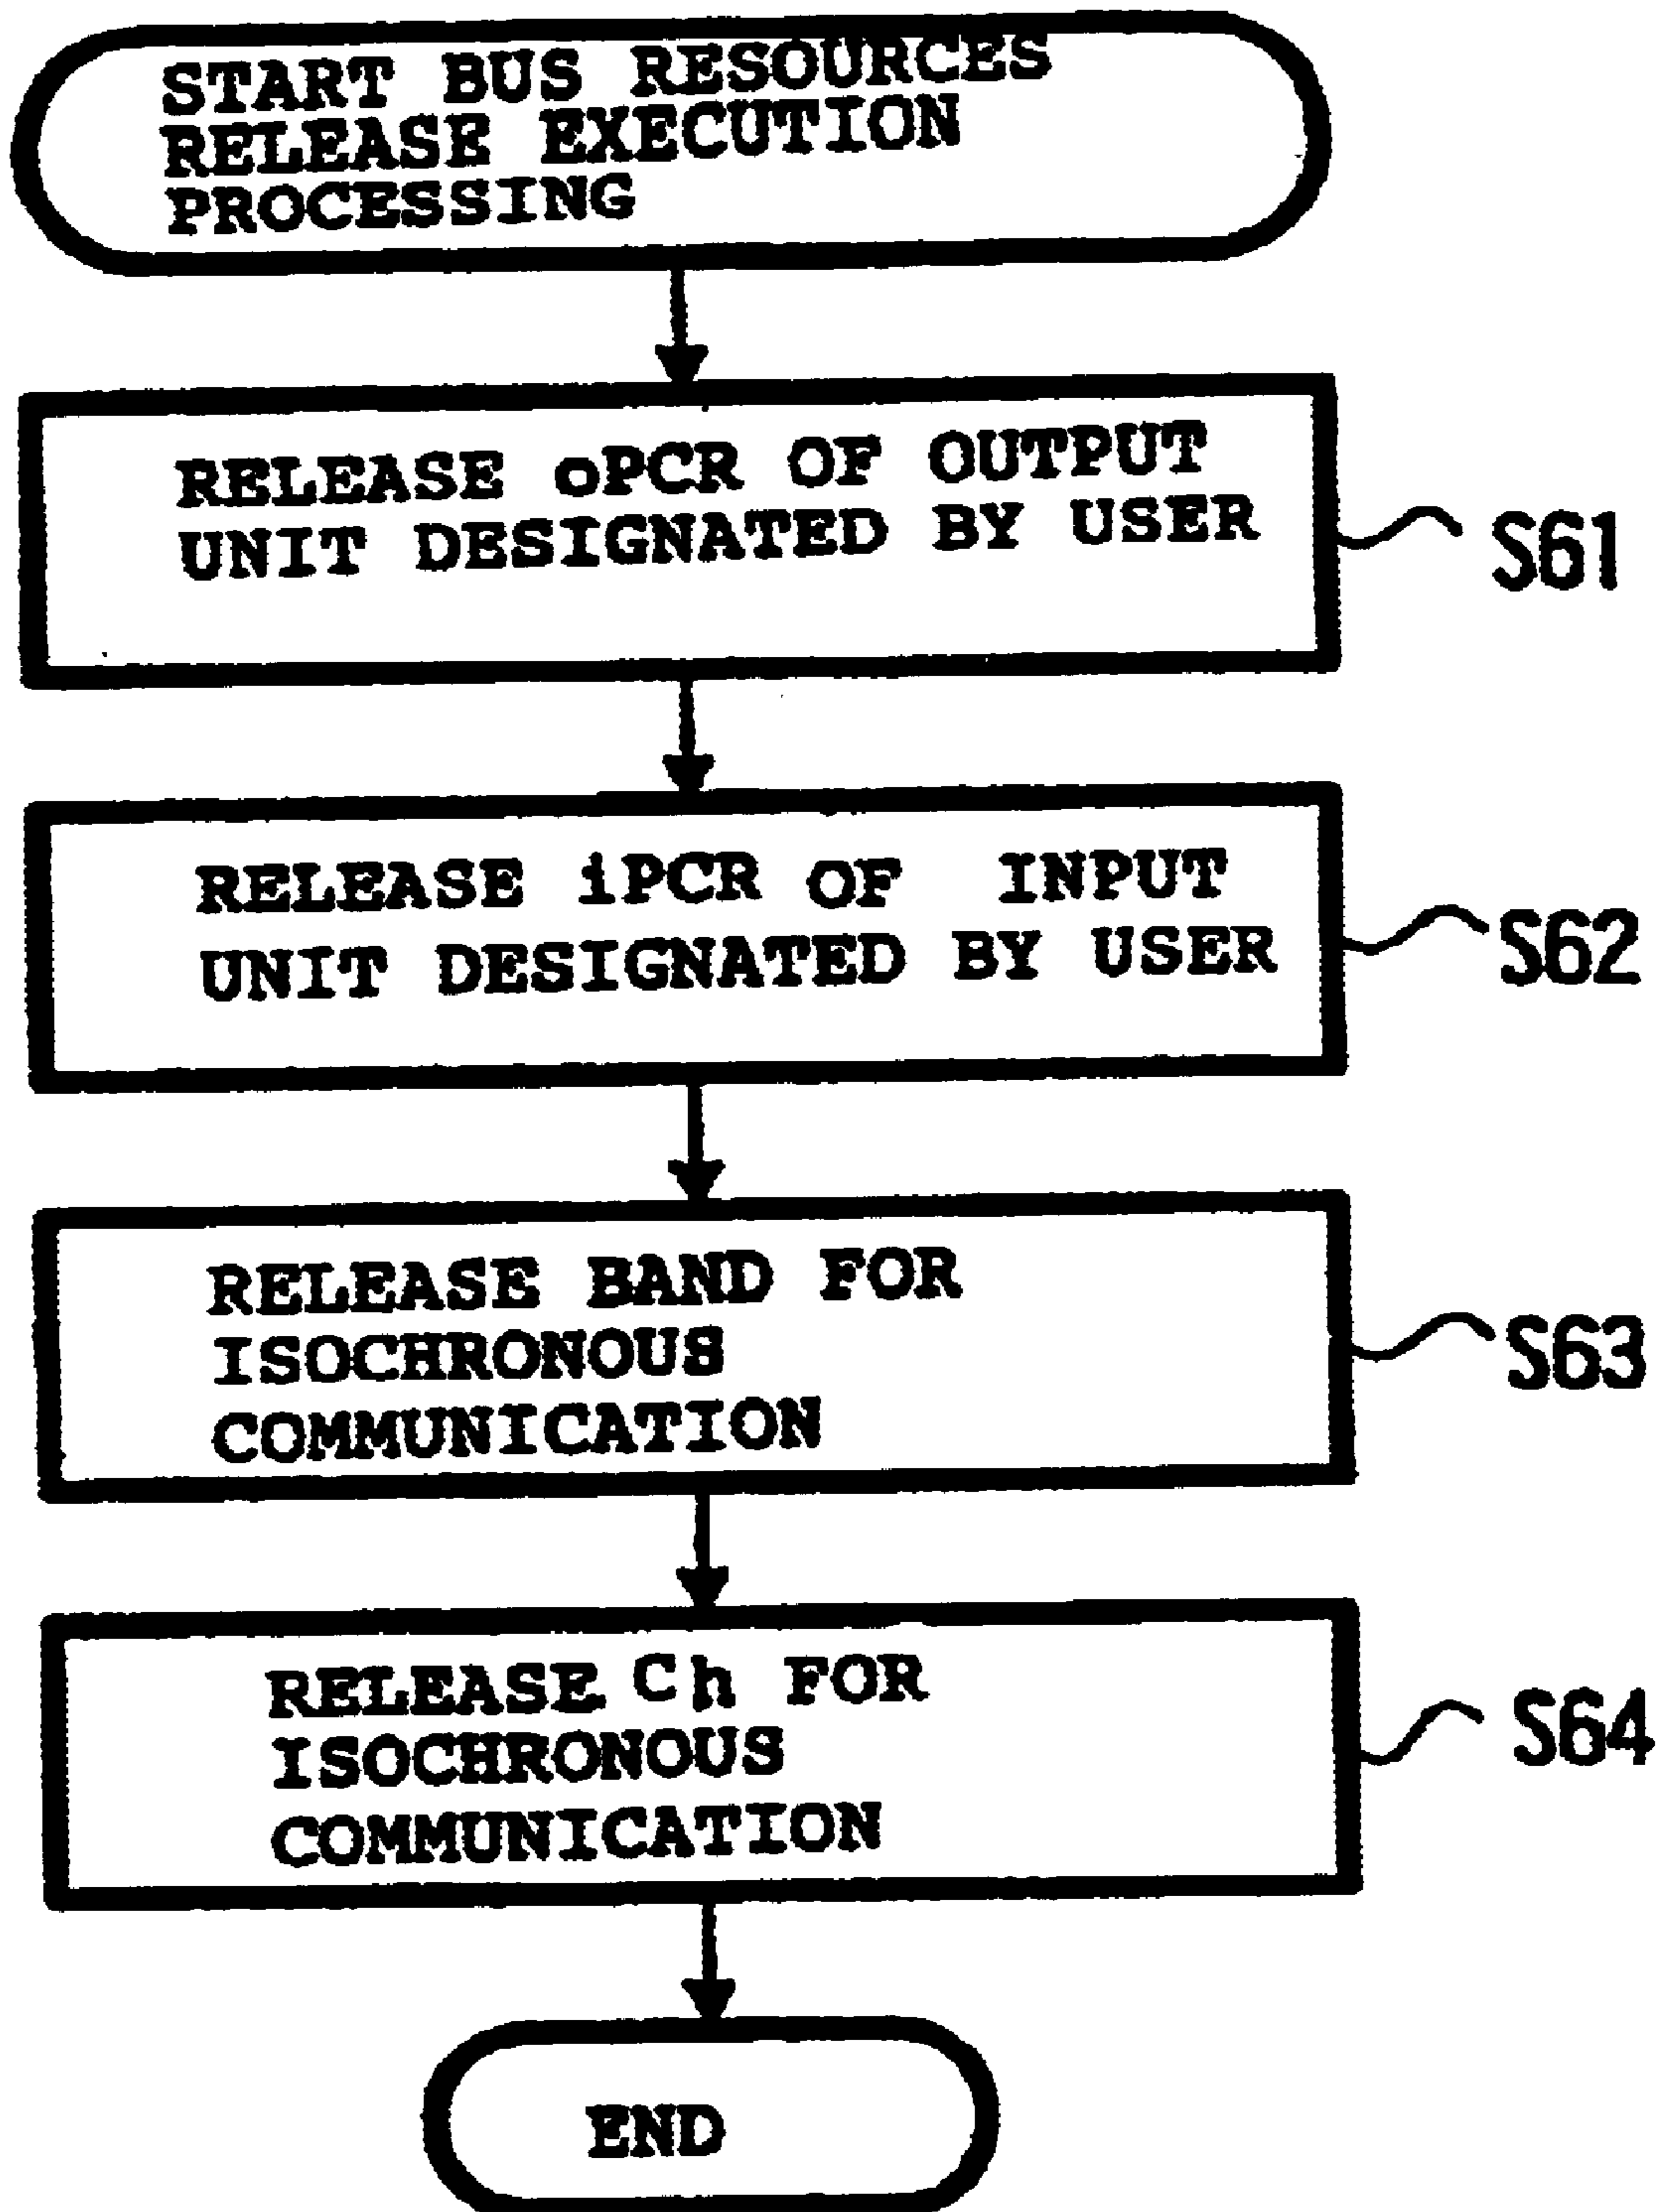 START BUS RESOURCES
RELEASE EXECUTION
PROCESSING
RELEASE oPCR OF OUTPUT
UNIT DESIGNATED BY USER
S61
RELEASE iPCR OF INPUT
UNIT DESIGNATED BY USER
S62
RELEASE BAND FOR
ISOCHRONOUS
COMMUNICATION
S63
RELEASE Ch FOR
ISOCHRONOUS
COMMUNICATION
S64
END